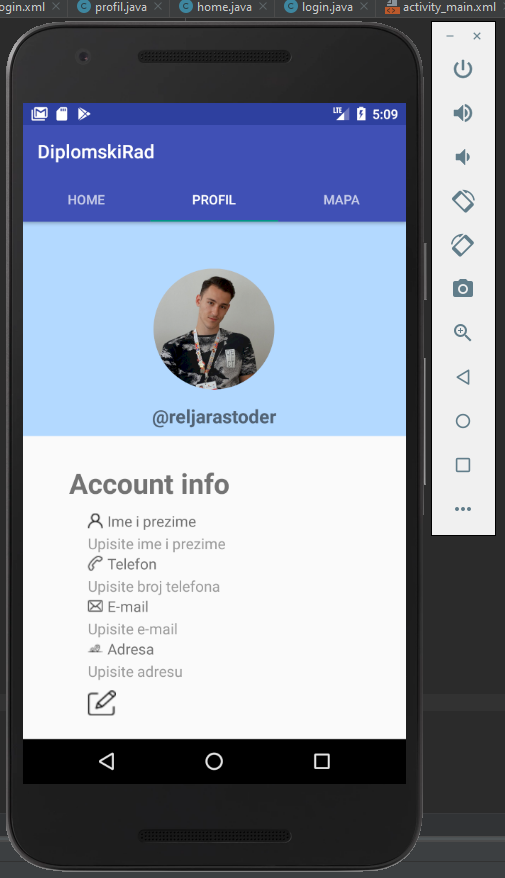 ogin.xml × profil.java × home.java × login.java × activity_main.xml
LTE 5:09
DiplomskiRad
HOME PROFIL MAPA
@reljarastoder
Account info
Ime i prezime
Upisite ime i prezime
Telefon
Upisite broj telefona
E-mail
Upisite e-mail
Adresa
Upisite adresu